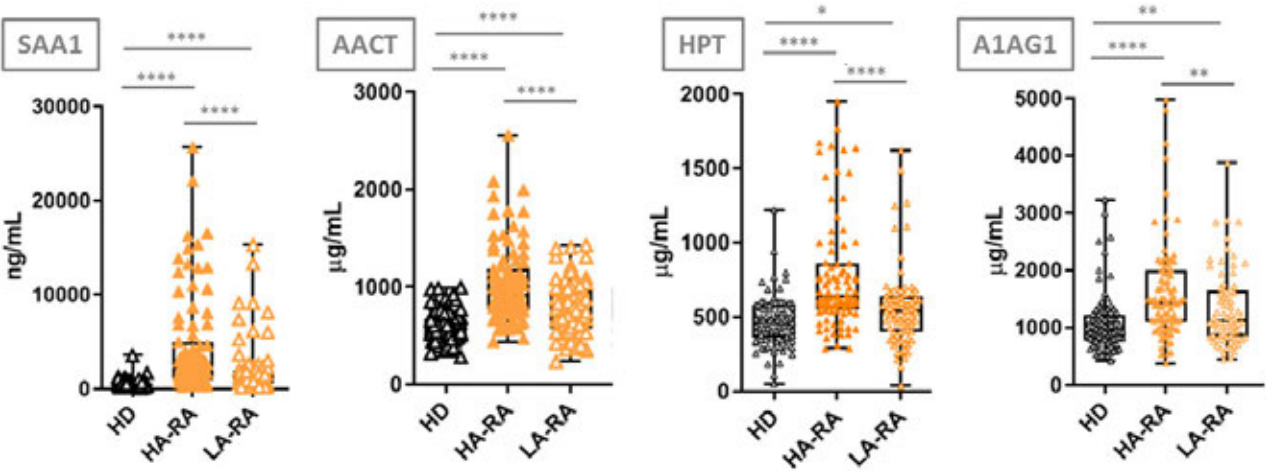 SAA1
****
****
****
30000
20000
10000
0
ng/mL
HD
HA-RA
LA-RA
AACT
****
****
****
3000
2000
1000
0
µg/mL
HD
HA-RA
LA-RA
HPT
*
****
****
2000
1500
1000
500
0
µg/mL
HD
HA-RA
LA-RA
A1AG1
**
****
**
5000
4000
3000
2000
1000
0
µg/mL
HD
HA-RA
LA-RA